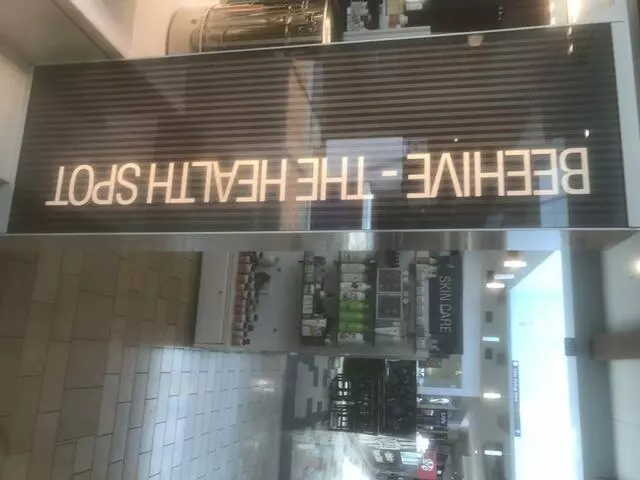 BEEHIVE - THE HEALTH SPOT
SKIN CARE